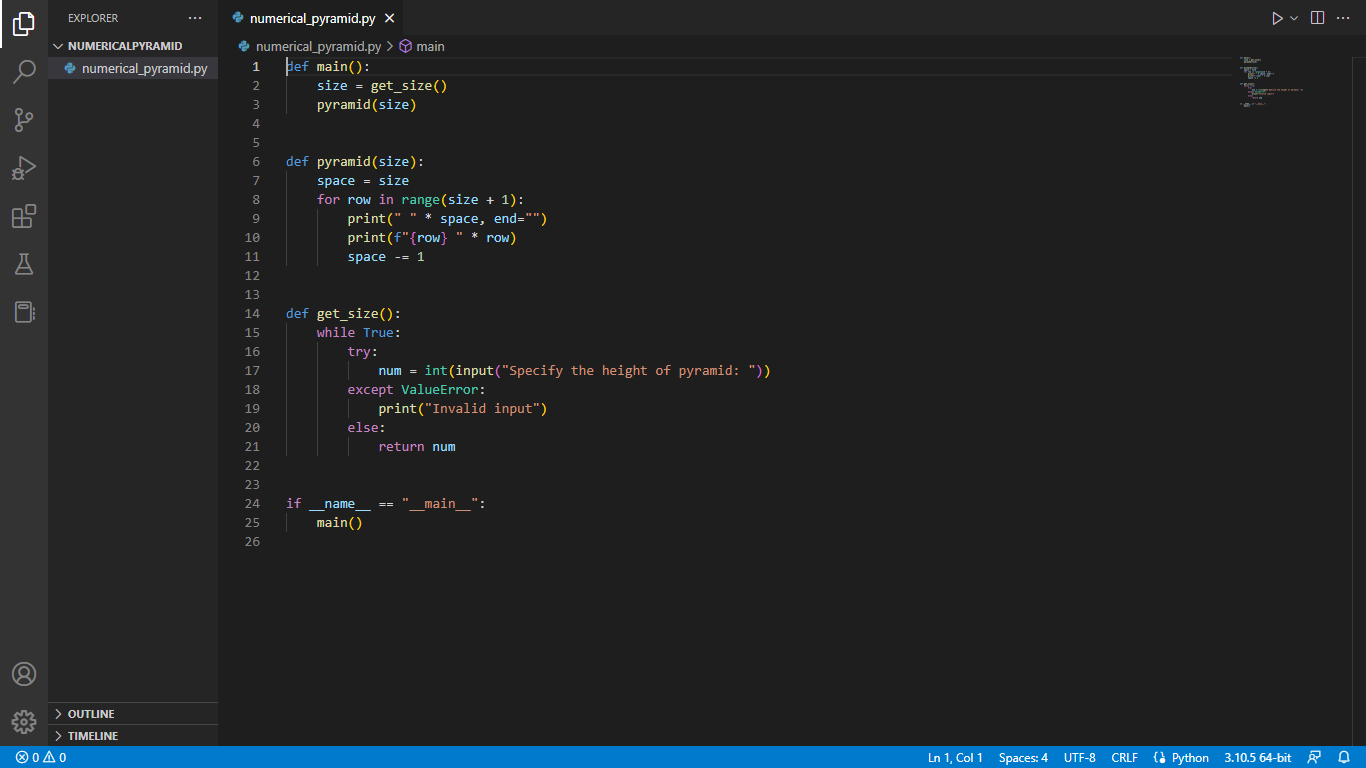 EXPLORER
NUMERICALPYRAMID
numerical_pyramid.py
OUTLINE
TIMELINE
numerical_pyramid.py
numerical_pyramid.py > main
1 def main():
2     size = get_size()
3     pyramid(size)
4
5
6 def pyramid(size):
7     space = size
8     for row in range(size + 1):
9         print(" " * space, end="")
10         print(f"{row} " * row)
11         space -= 1
12
13
14 def get_size():
15     while True:
16         try:
17             num = int(input("Specify the height of pyramid: "))
18         except ValueError:
19             print("Invalid input")
20         else:
21             return num
22
23
24 if __name__ == "__main__":
25     main()
26
0 0 Ln 1, Col 1 Spaces: 4 UTF-8 CRLF Python 3.10.5 64-bit